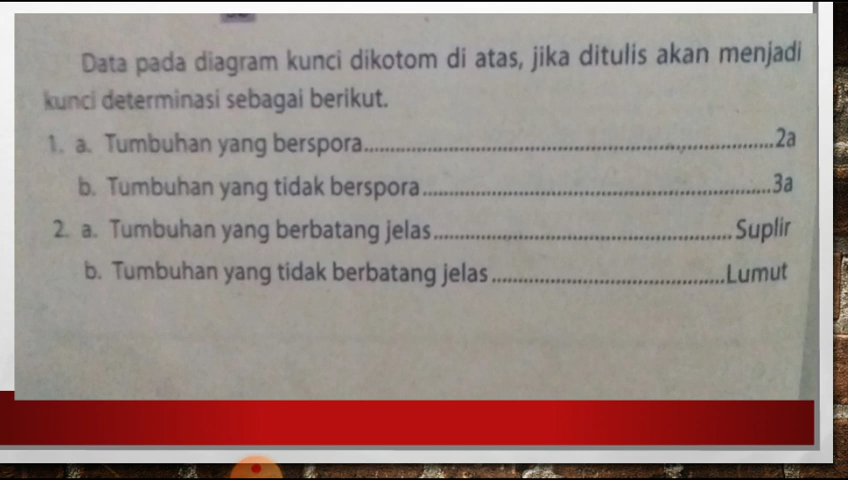 Data pada diagram kunci dikotom di atas, jika ditulis akan menjadi
kunci determinasi sebagai berikut.
1. a. Tumbuhan yang berspora........................................2a
b. Tumbuhan yang tidak berspora........................................3a
2. a. Tumbuhan yang berbatang jelas........................................Suplir
b. Tumbuhan yang tidak berbatang jelas........................................Lumut